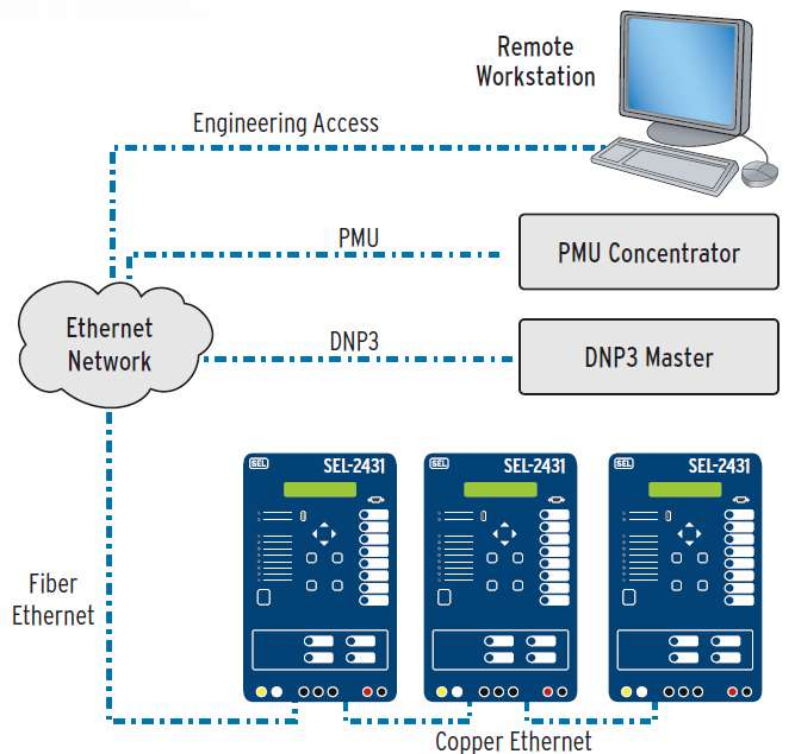 Remote
Workstation
Engineering Access
PMU
PMU Concentrator
Ethernet
Network
DNP3
DNP3 Master
SEL
SEL-2431
SEL
SEL-2431
SEL
SEL-2431
Fiber
Ethernet
Copper Ethernet